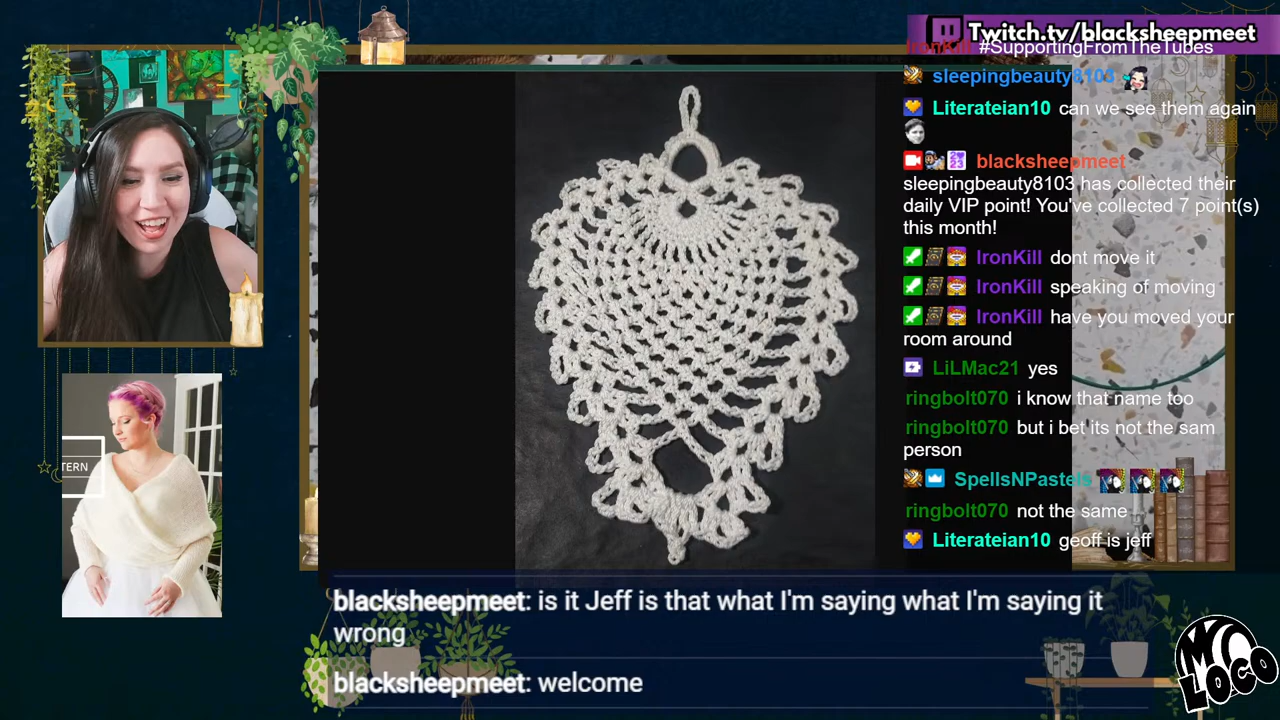 Twitch.tv/blacksheepmeet
IronKill #SupportingFromTheTubes
sleepingbeauty8103
Literateian10 can we see them again
blacksheepmeet
sleepingbeauty8103 has collected their
daily VIP point! You've collected 7 point(s)
this month!
IronKill dont move it
IronKill speaking of moving
IronKill have you moved your
room around
LiLMac21 yes
ringbolt070 i know that name too
ringbolt070 but i bet its not the sam
person
SpellsNPastels
ringbolt070 not the same
Literateian10 geoff is jeff
TERN
blacksheepmeet: is it Jeff is that what I'm saying what I'm saying it
wrong
blacksheepmeet: welcome
MC
LOCO